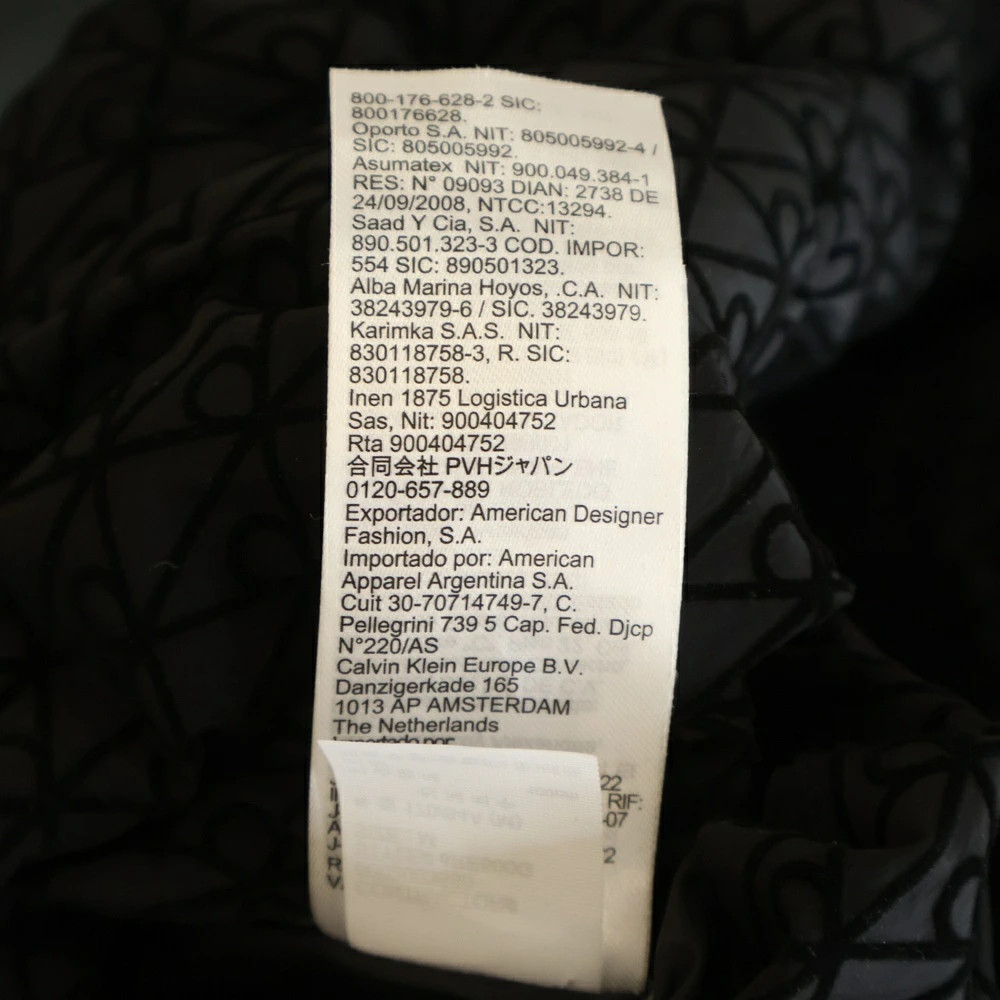 800-176-628-2 SIC:
800176628.
Oporto S.A. NIT: 805005992-4 /
SIC: 805005992.
Asumatex NIT: 900.049.384-1
RES: N° 09093 DIAN: 2738 DE
24/09/2008, NTCC:13294.
Saad Y Cia, S.A. NIT:
890.501.323-3 COD. IMPOR:
554 SIC: 890501323.
Alba Marina Hoyos, .C.A. NIT:
38243979-6 / SIC. 38243979.
Karimka S.A.S. NIT:
830118758-3, R. SIC:
830118758.
Inen 1875 Logistica Urbana
Sas, Nit: 900404752
Rta 900404752
合同会社 PVHジャパン
0120-657-889
Exportador: American Designer
Fashion, S.A.
Importado por: American
Apparel Argentina S.A.
Cuit 30-70714749-7, C.
Pellegrini 739 5 Cap. Fed. Djcp
N°220/AS
Calvin Klein Europe B.V.
Danzigerkade 165
1013 AP AMSTERDAM
The Netherlands
Importado por
22
RIF:
-07